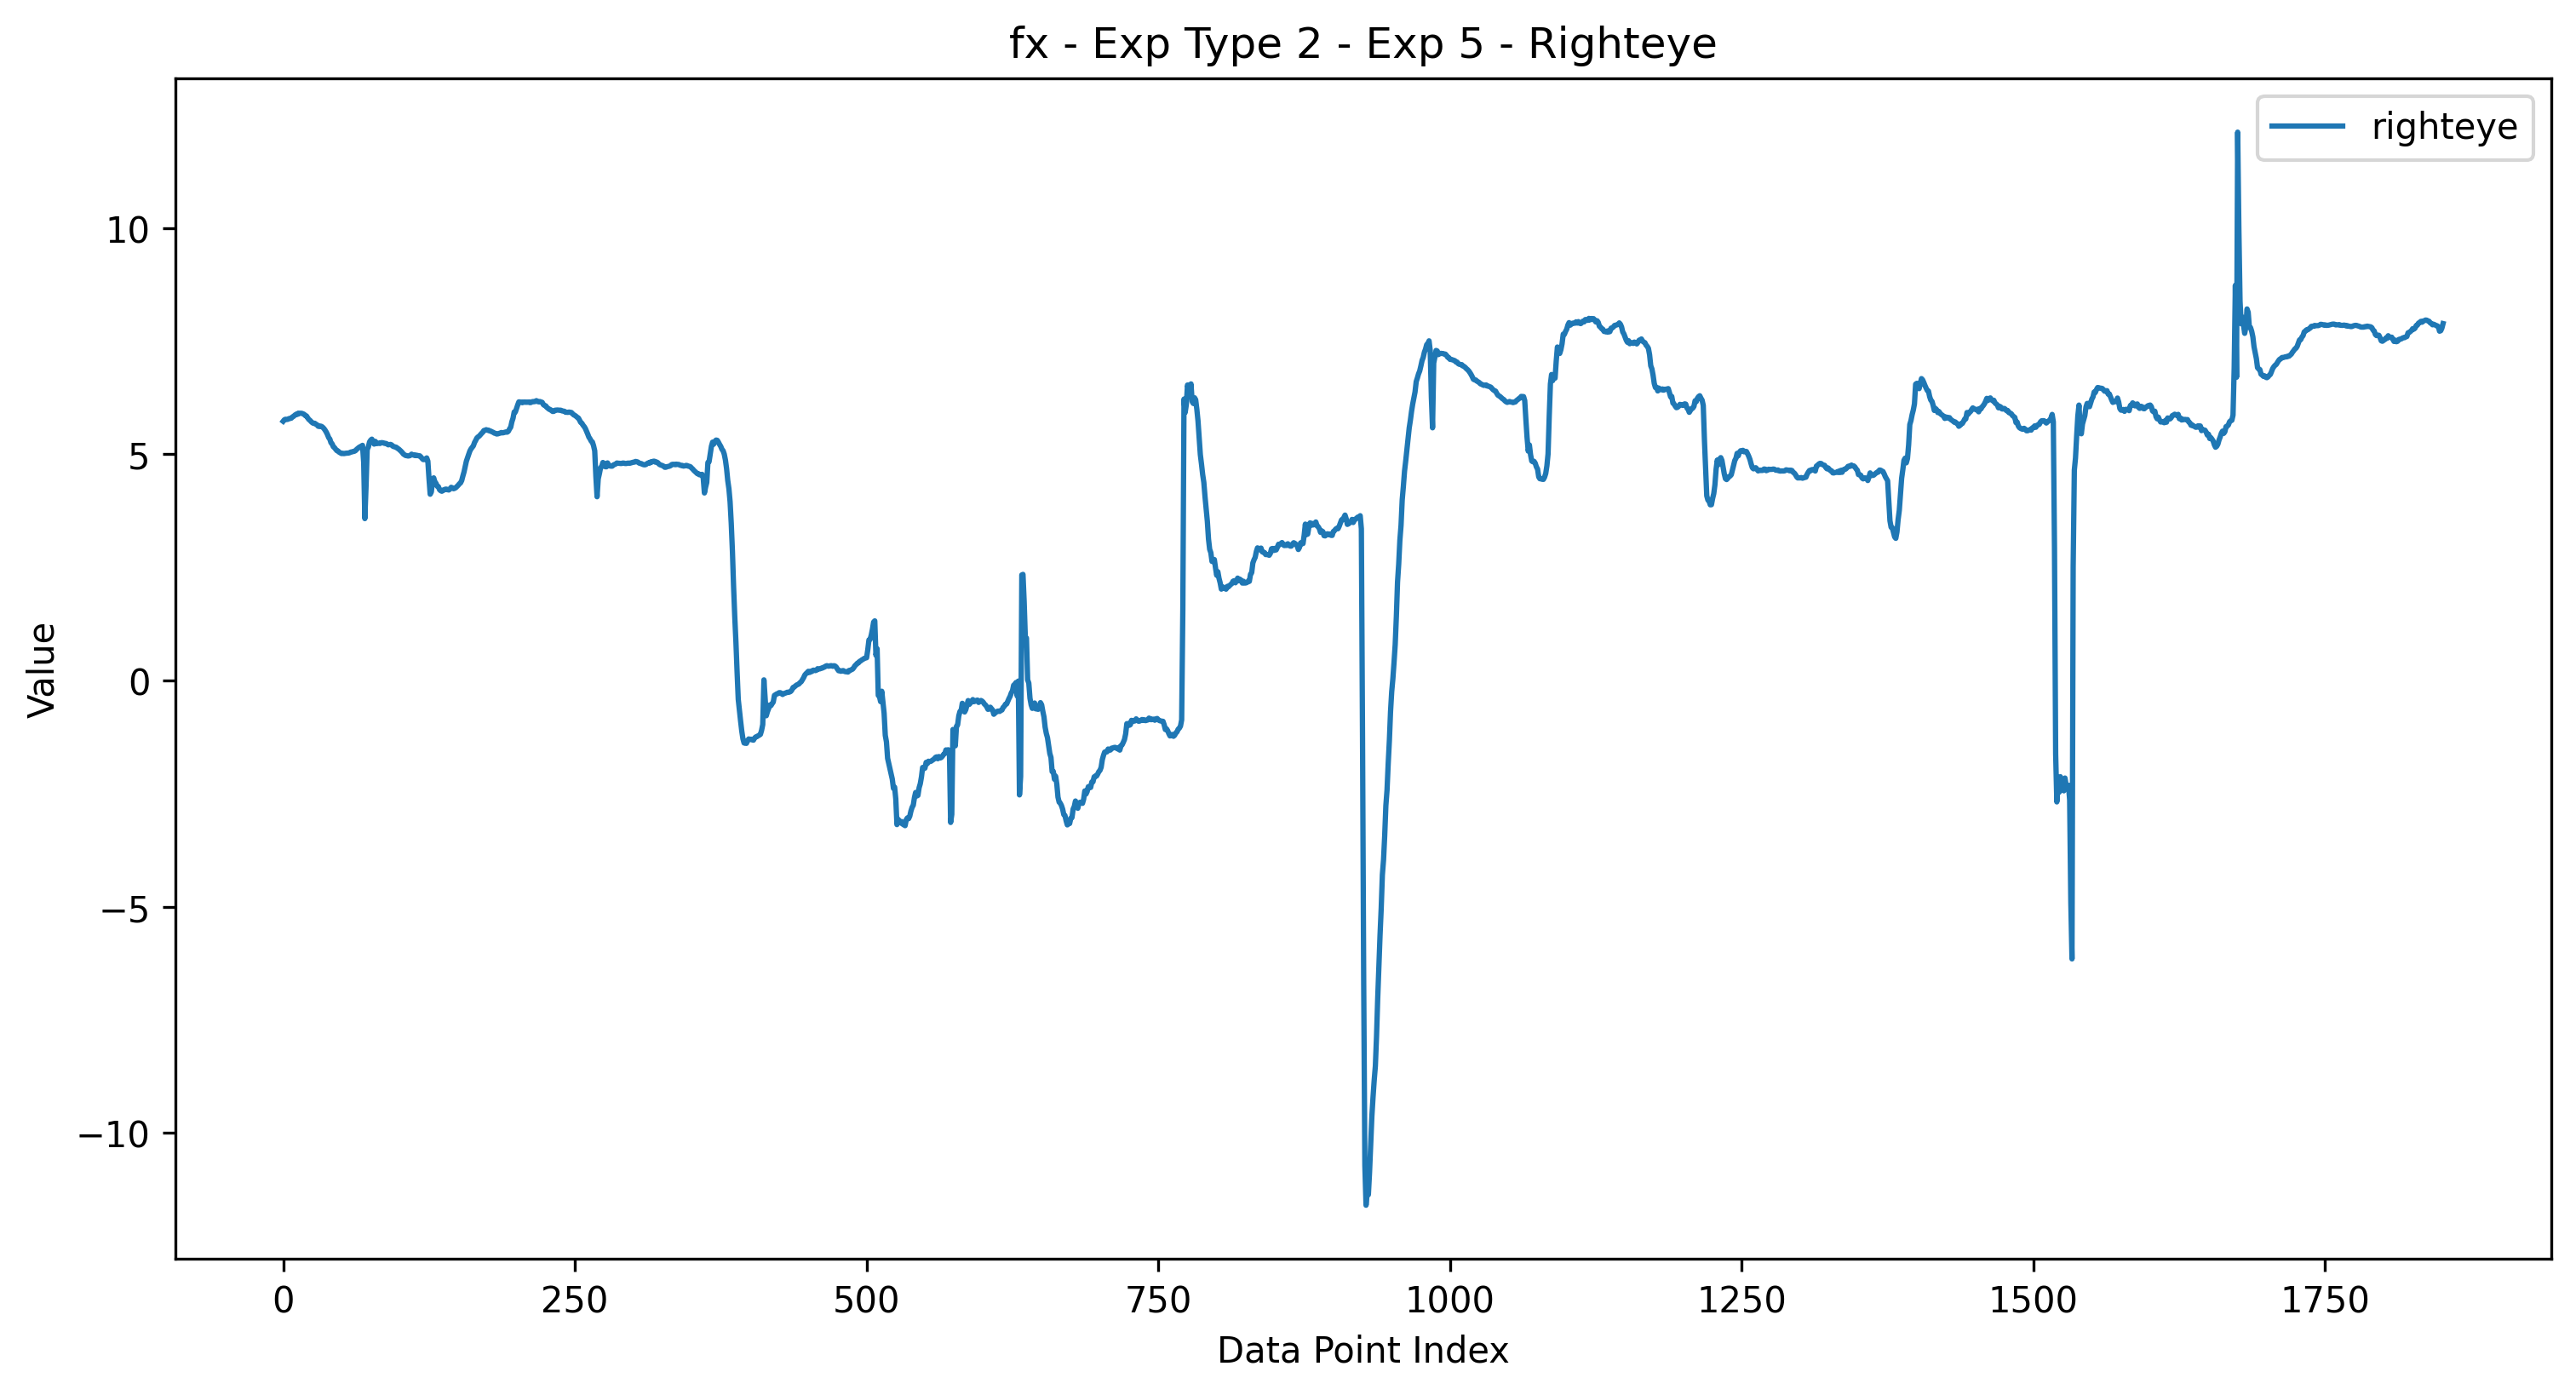 fx - Exp Type 2 - Exp 5 - Righteye
righteye
10
5
0
−5
−10
Value
0 250 500 750 1000 1250 1500 1750
Data Point Index